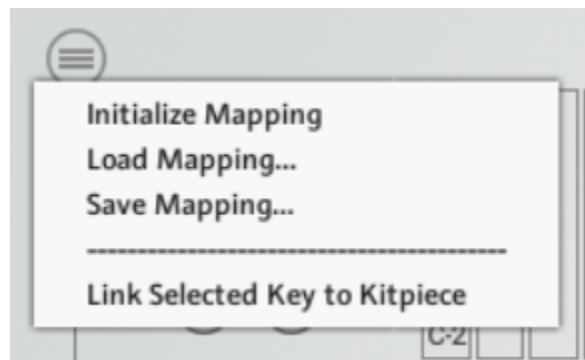 Initialize Mapping
Load Mapping...
Save Mapping...
Link Selected Key to Kitpiece
C-2